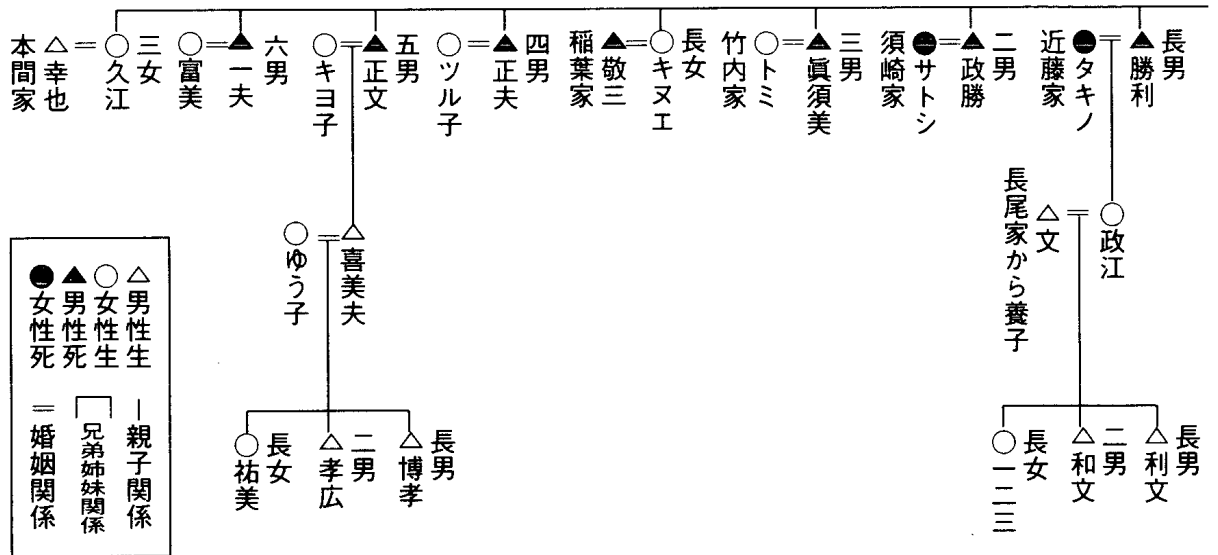 長男
勝利
タキノ
近藤家
二男
政勝
サトシ
須崎家
三男
眞須美
トミ
竹内家
長女
キヌエ
敬三
稲葉家
四男
正夫
ツル子
五男
正文
キヨ子
六男
一夫
富美
三女
久江
幸也
本間家
政江
文
長尾家から養子
喜美夫
ゆう子
長男
利文
二男
和文
長女
一二三
長男
博孝
二男
孝広
長女
祐美
△男性生
○女性生
▲男性死
●女性死
親子関係
兄弟姉妹関係
婚姻関係